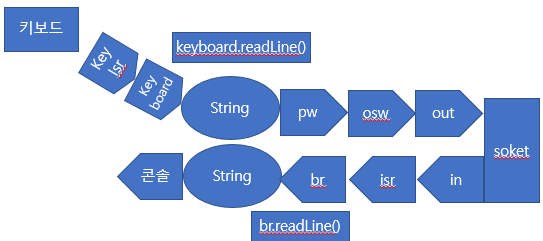 키보드
Key
Isr
Key
board
keyboard.readLine()
String
pw
osw
out
soket
콘솔
String
br
isr
in
br.readLine()